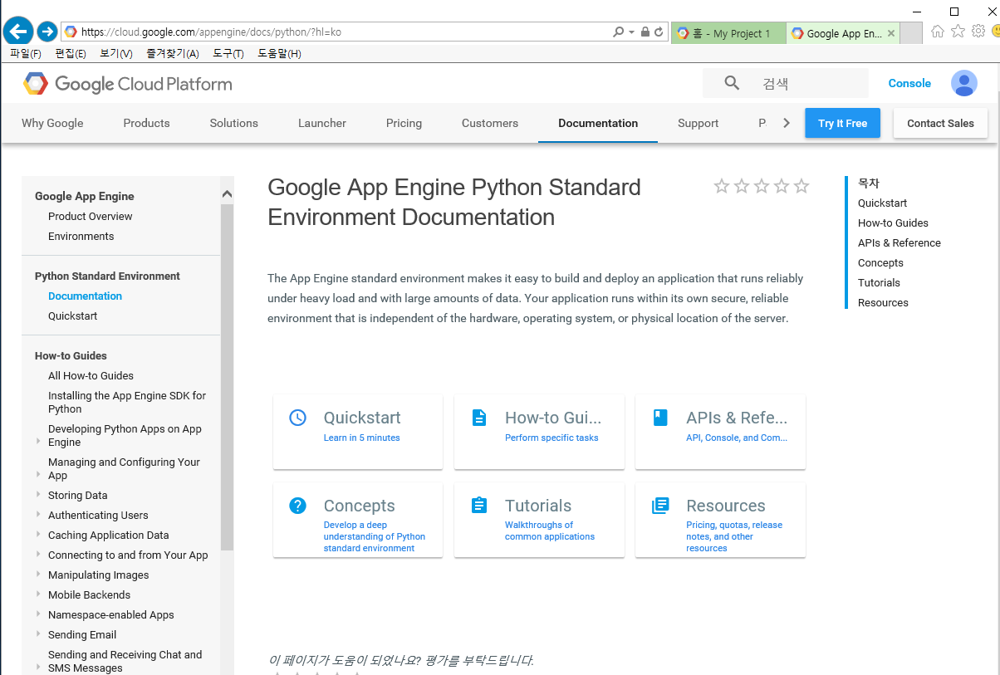 https://cloud.google.com/appengine/docs/python/?hl=ko
홈 - My Project 1
Google App En...
파일(F) 편집(E) 보기(V) 즐겨찾기(A) 도구(T) 도움말(H)
Google Cloud Platform
검색
Console
Why Google Products Solutions Launcher Pricing Customers Documentation Support P
Try It Free
Contact Sales
Google App Engine
Product Overview
Environments
Python Standard Environment
Documentation
Quickstart
How-to Guides
All How-to Guides
Installing the App Engine SDK for
Python
Developing Python Apps on App
Engine
Managing and Configuring Your
App
Storing Data
Authenticating Users
Caching Application Data
Connecting to and from Your App
Manipulating Images
Mobile Backends
Namespace-enabled Apps
Sending Email
Sending and Receiving Chat and
SMS Messages
Google App Engine Python Standard
Environment Documentation
The App Engine standard environment makes it easy to build and deploy an application that runs reliably
under heavy load and with large amounts of data. Your application runs within its own secure, reliable
environment that is independent of the hardware, operating system, or physical location of the server.
Quickstart
Learn in 5 minutes
How-to Gui...
Perform specific tasks
APIs & Refe...
API, Console, and Com...
Concepts
Develop a deep
understanding of Python
standard environment
Tutorials
Walkthroughs of
common applications
Resources
Pricing, quotas, release
notes, and other
resources
이 페이지가 도움이 되었나요? 평가를 부탁드립니다.
목차
Quickstart
How-to Guides
APIs & Reference
Concepts
Tutorials
Resources